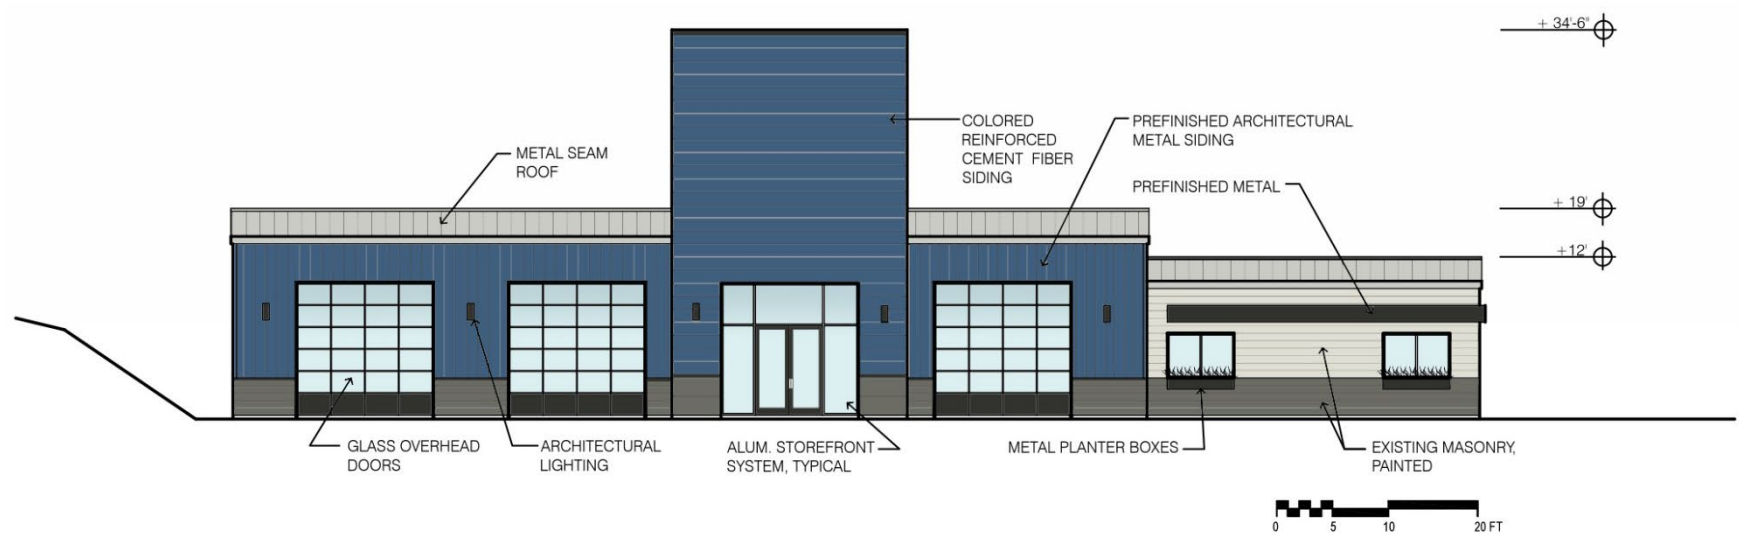 + 34'-6"
COLORED
REINFORCED
CEMENT FIBER
SIDING
PREFINISHED ARCHITECTURAL
METAL SIDING
METAL SEAM
ROOF
PREFINISHED METAL
+ 19'
+12'
GLASS OVERHEAD
DOORS
ARCHITECTURAL
LIGHTING
ALUM. STOREFRONT
SYSTEM, TYPICAL
METAL PLANTER BOXES
EXISTING MASONRY,
PAINTED
0 5 10 20 FT